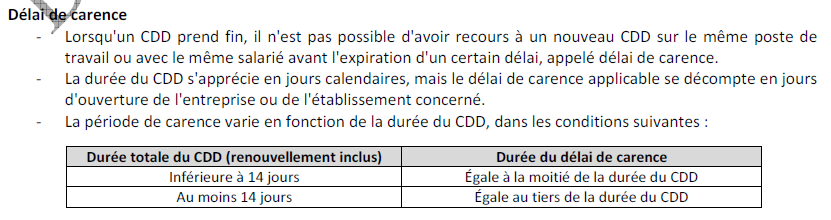 Délai de carence
- Lorsqu'un CDD prend fin, il n'est pas possible d'avoir recours à un nouveau CDD sur le même poste de
travail ou avec le même salarié avant l'expiration d'un certain délai, appelé délai de carence.
- La durée du CDD s'apprécie en jours calendaires, mais le délai de carence applicable se décompte en jours
d'ouverture de l'entreprise ou de l'établissement concerné.
- La période de carence varie en fonction de la durée du CDD, dans les conditions suivantes :
Durée totale du CDD (renouvellement inclus) Durée du délai de carence
Inférieure à 14 jours Égale à la moitié de la durée du CDD
Au moins 14 jours Égale au tiers de la durée du CDD